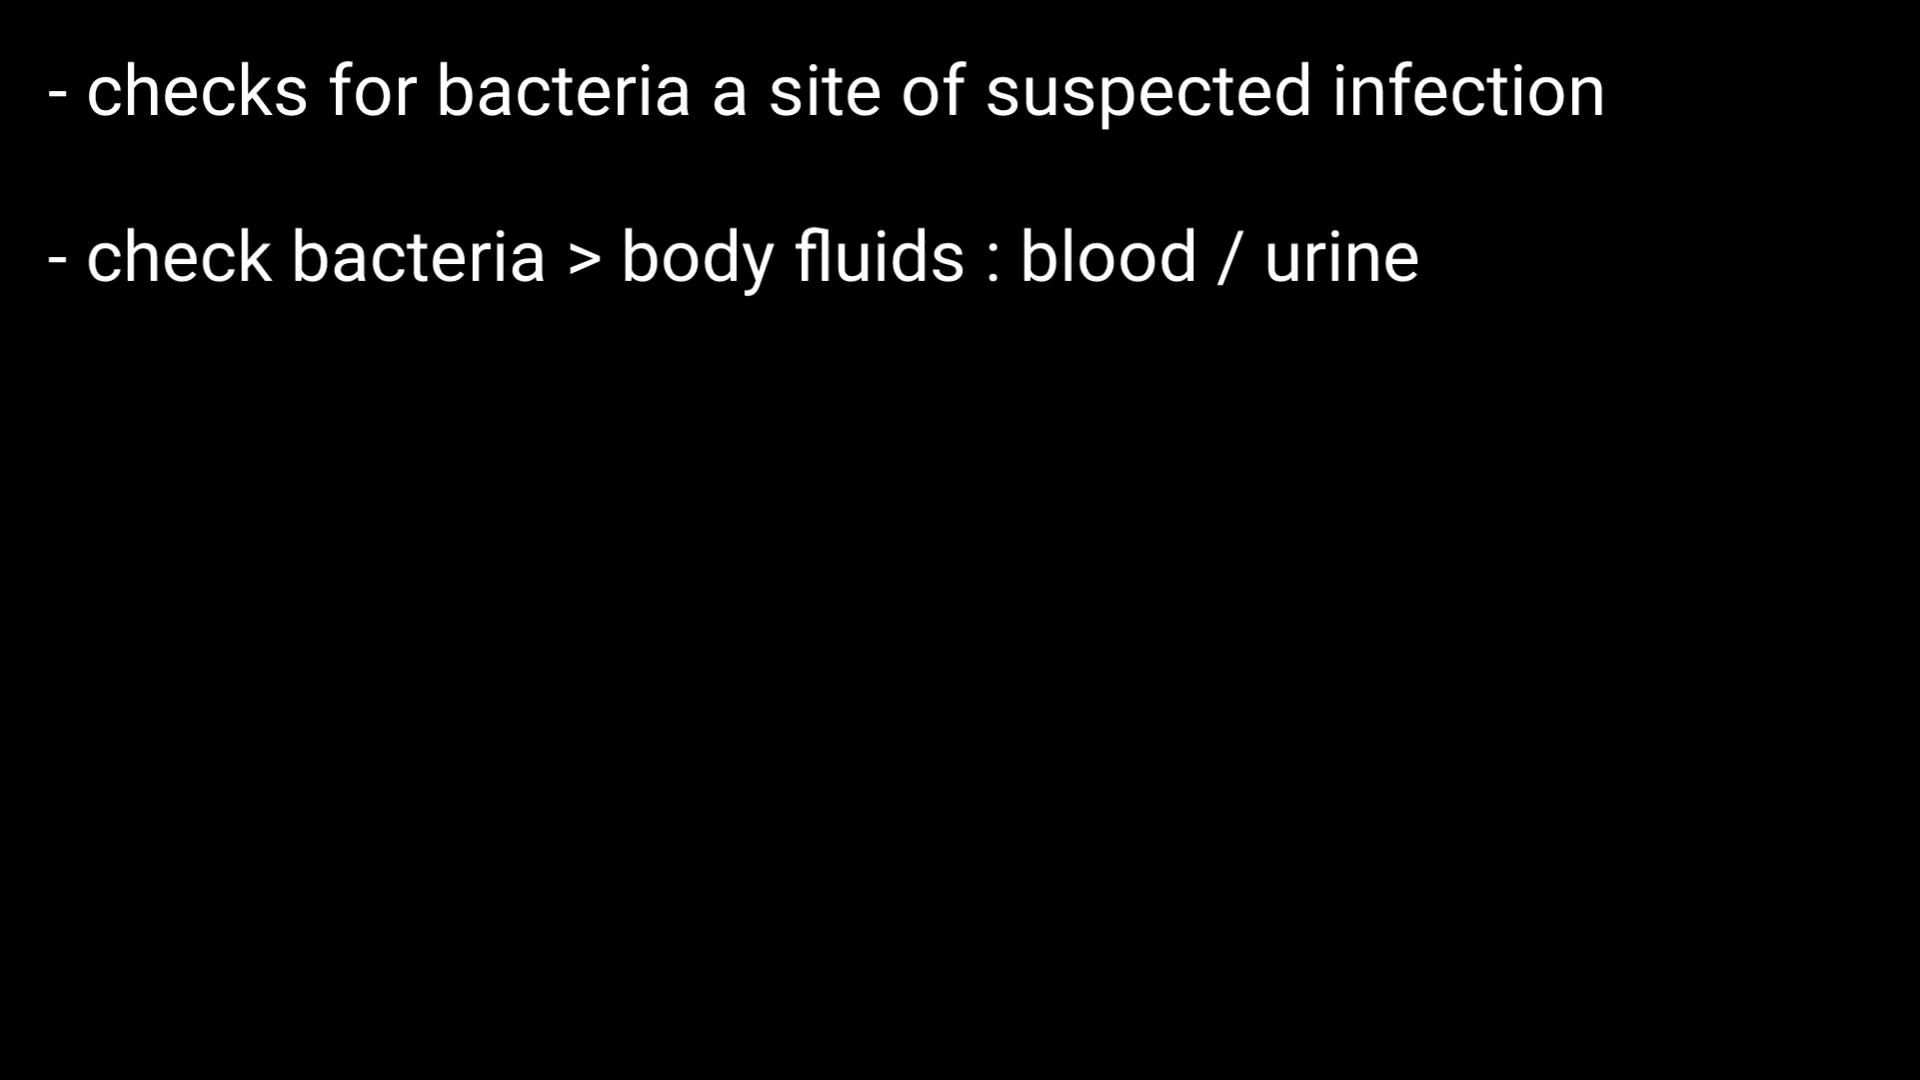 - checks for bacteria a site of suspected infection
- check bacteria > body fluids : blood / urine